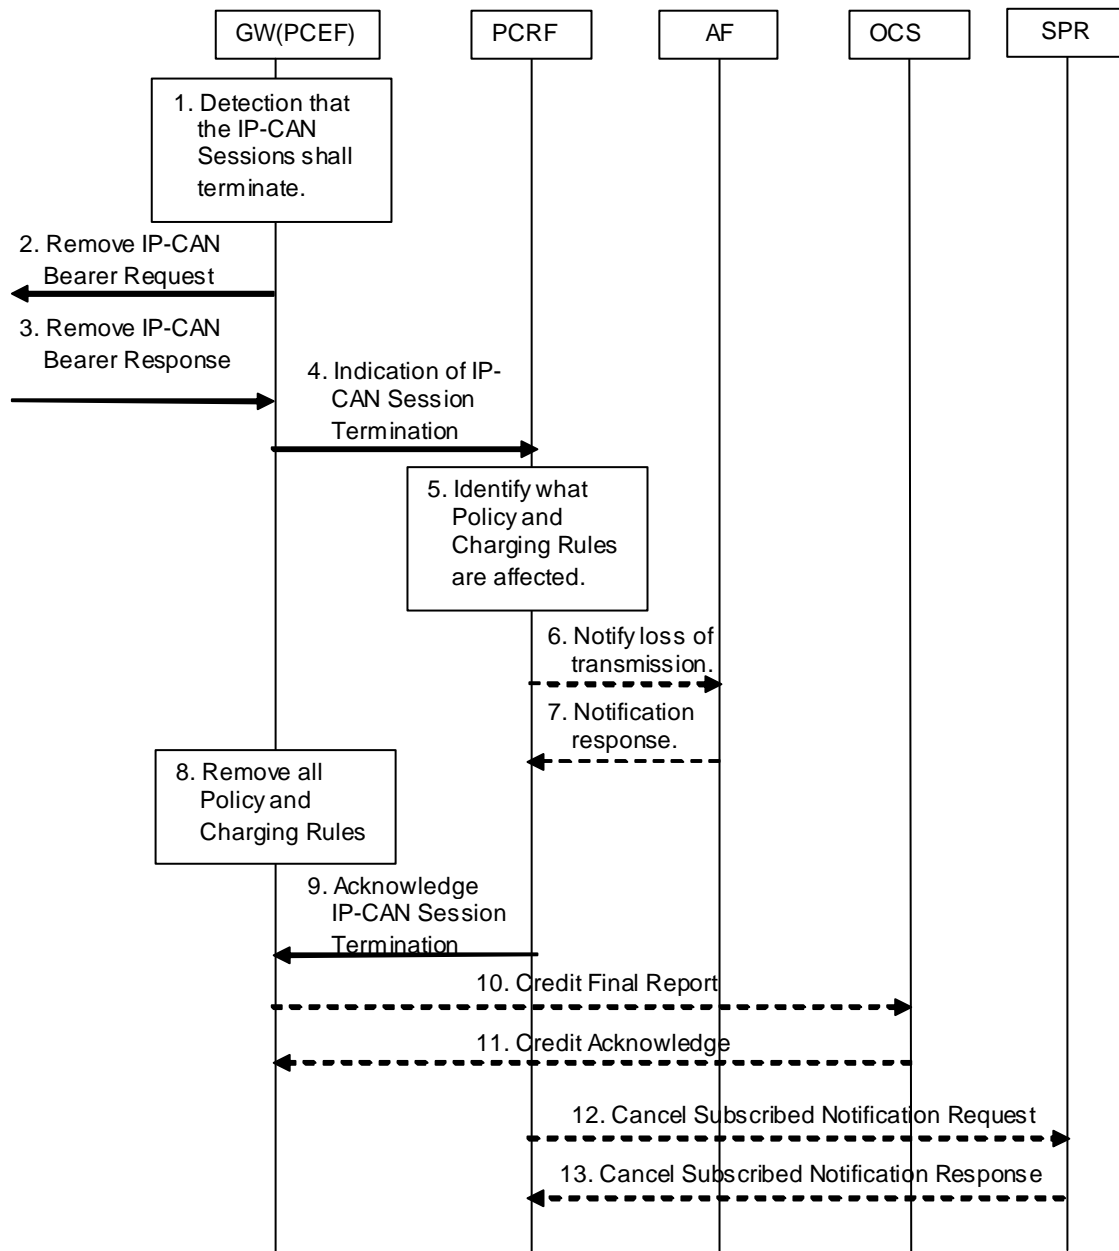 GW(PCEF)
PCRF
AF
OCS
SPR
1. Detection that
the IP-CAN
Sessions shall
terminate.
2. Remove IP-CAN
Bearer Request
3. Remove IP-CAN
Bearer Response
4. Indication of IP-
CAN Session
Termination
5. Identify what
Policy and
Charging Rules
are affected.
6. Notify loss of
transmission.
7. Notification
response.
8. Remove all
Policy and
Charging Rules
9. Acknowledge
IP-CAN Session
Termination
10. Credit Final Report
11. Credit Acknowledge
12. Cancel Subscribed Notification Request
13. Cancel Subscribed Notification Response